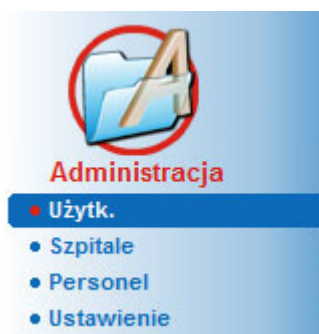 Administracja
Użytk.
Szpitale
Personel
Ustawienie